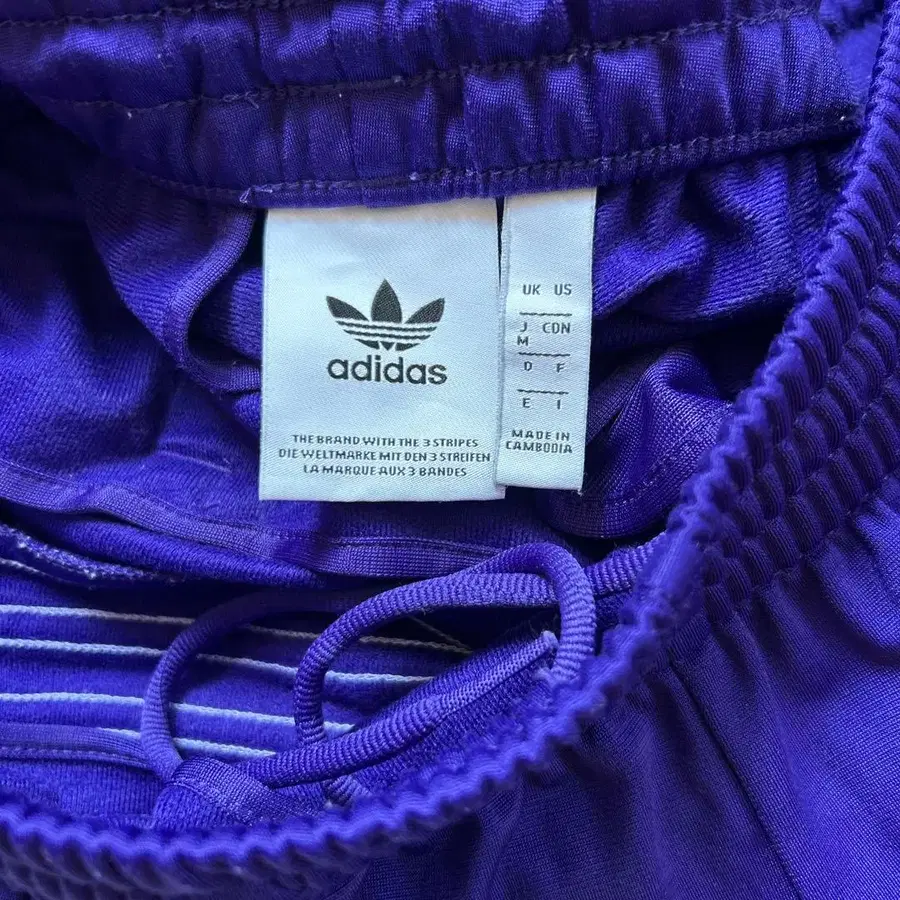 adidas
THE BRAND WITH THE 3 STRIPES
DIE WELTMARKE MIT DEN 3 STREIFEN
LA MARQUE AUX 3 BANDES
UK US
J CDN
M
D F
E I
MADE IN
CAMBODIA